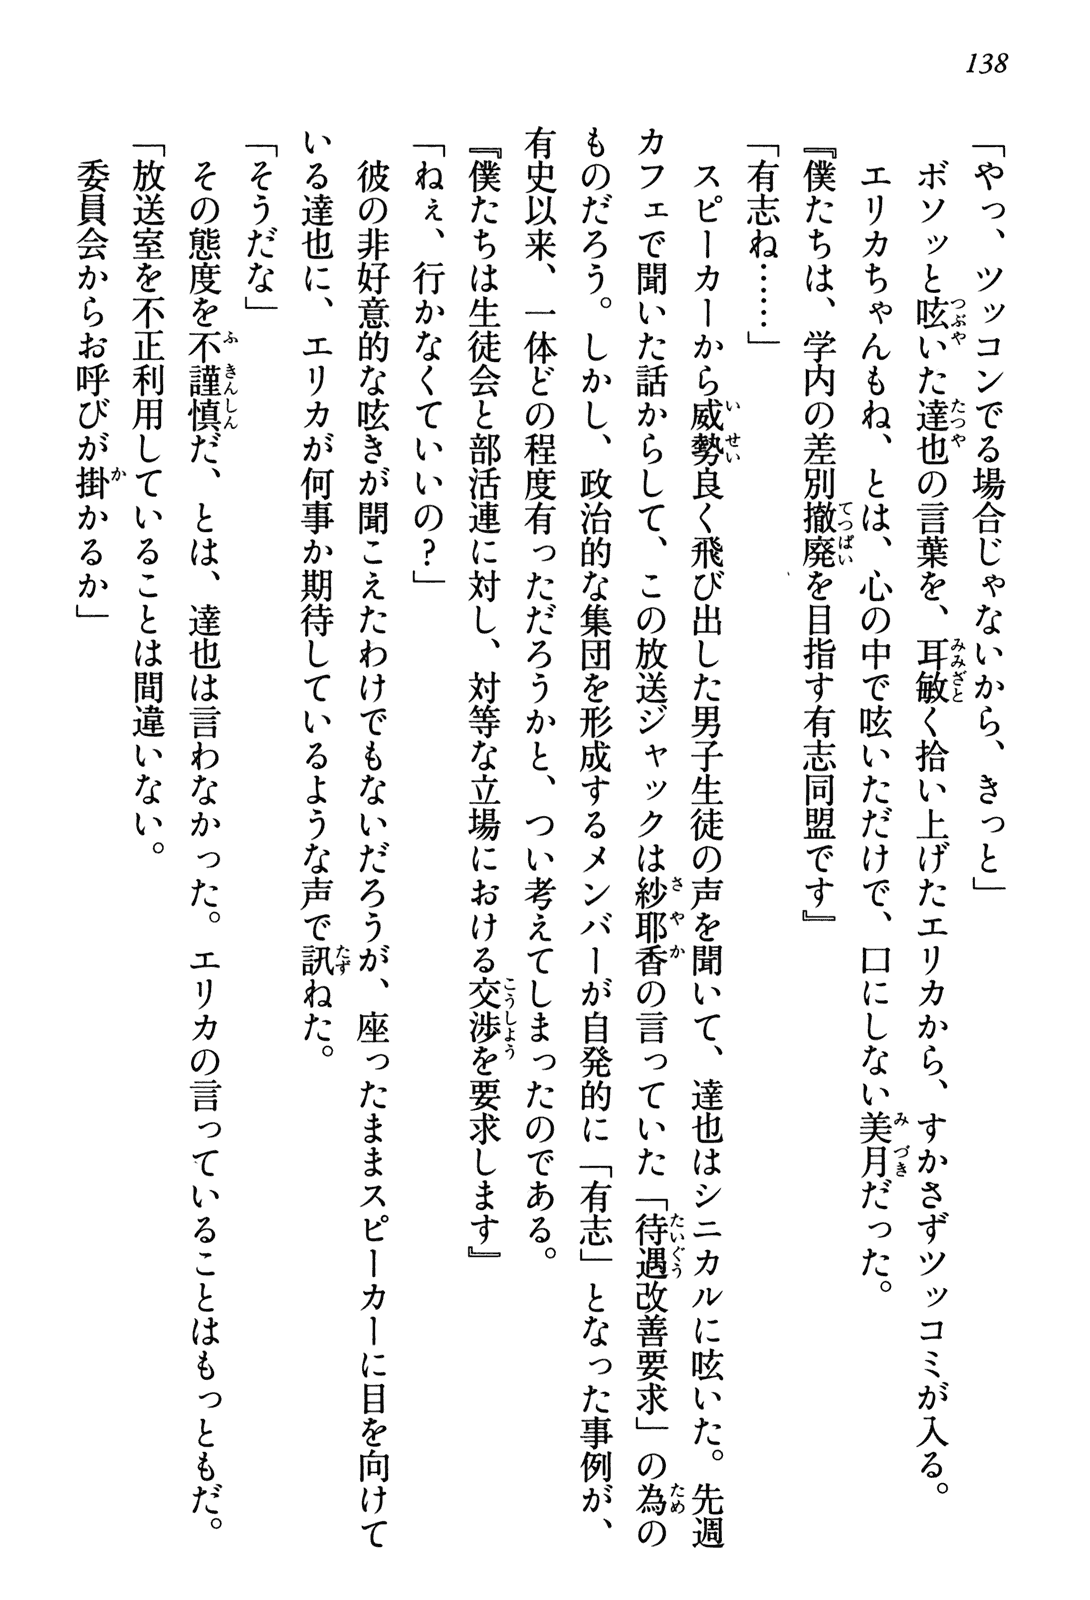 138
「やっ、ツッコンでる場合じゃないから、きっと」
ボソッと呟いた達也の言葉を、耳敏く拾い上げたエリカから、すかさずツッコミが入る。
エリカちゃんもね、とは、心の中で呟いただけで、口にしない美月だった。
『僕たちは、学内の差別撤廃を目指す有志同盟です』
「有志ね……」
スピーカーから威勢良く飛び出した男子生徒の声を聞いて、達也はシニカルに呟いた。先週
カフェで聞いた話からして、この放送ジャックは紗耶香の言っていた「待遇改善要求」の為の
ものだろう。しかし、政治的な集団を形成するメンバーが自発的に「有志」となった事例が、
有史以来、一体どの程度有っただろうかと、つい考えてしまったのである。
『僕たちは生徒会と部活連に対し、対等な立場における交渉を要求します』
「ねぇ、行かなくていいの？」
彼の非好意的な呟きが聞こえたわけでもないだろうが、座ったままスピーカーに目を向けて
いる達也に、エリカが何事か期待しているような声で訊ねた。
「そうだな」
その態度を不謹慎だ、とは、達也は言わなかった。エリカの言っていることはもっともだ。
「放送室を不正利用していることは間違いない。
委員会からお呼びが掛かるか」